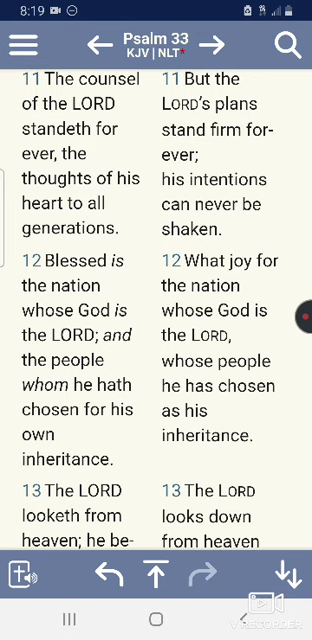 8:19
Psalm 33
KJV | NLT*
11 The counsel
of the LORD
standeth for
ever, the
thoughts of his
heart to all
generations.
12 Blessed is
the nation
whose God is
the LORD; and
the people
whom he hath
chosen for his
own
inheritance.
13 The LORD
looketh from
heaven; he be-
11 But the
LORD's plans
stand firm for-
ever;
his intentions
can never be
shaken.
12 What joy for
the nation
whose God is
the LORD,
whose people
he has chosen
as his
inheritance.
13 The LORD
looks down
from heaven
V RECORDER